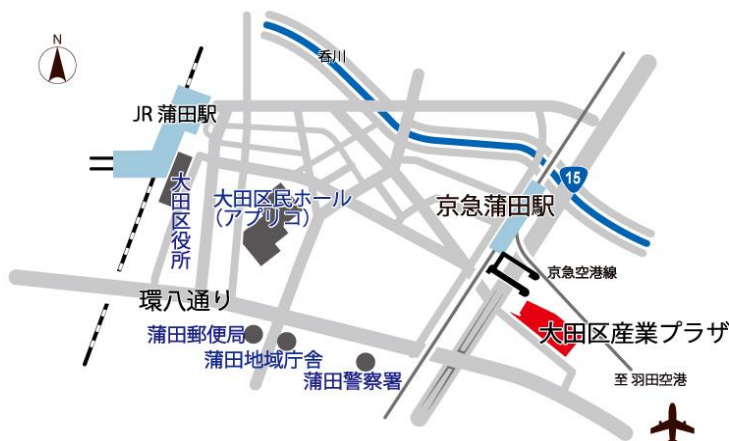 N
呑川
JR 蒲田駅
15
大田区役所
大田区民ホール
(アプリコ)
京急蒲田駅
京急空港線
環八通り
蒲田郵便局
蒲田地域庁舎
蒲田警察署
大田区産業プラザ
至 羽田空港